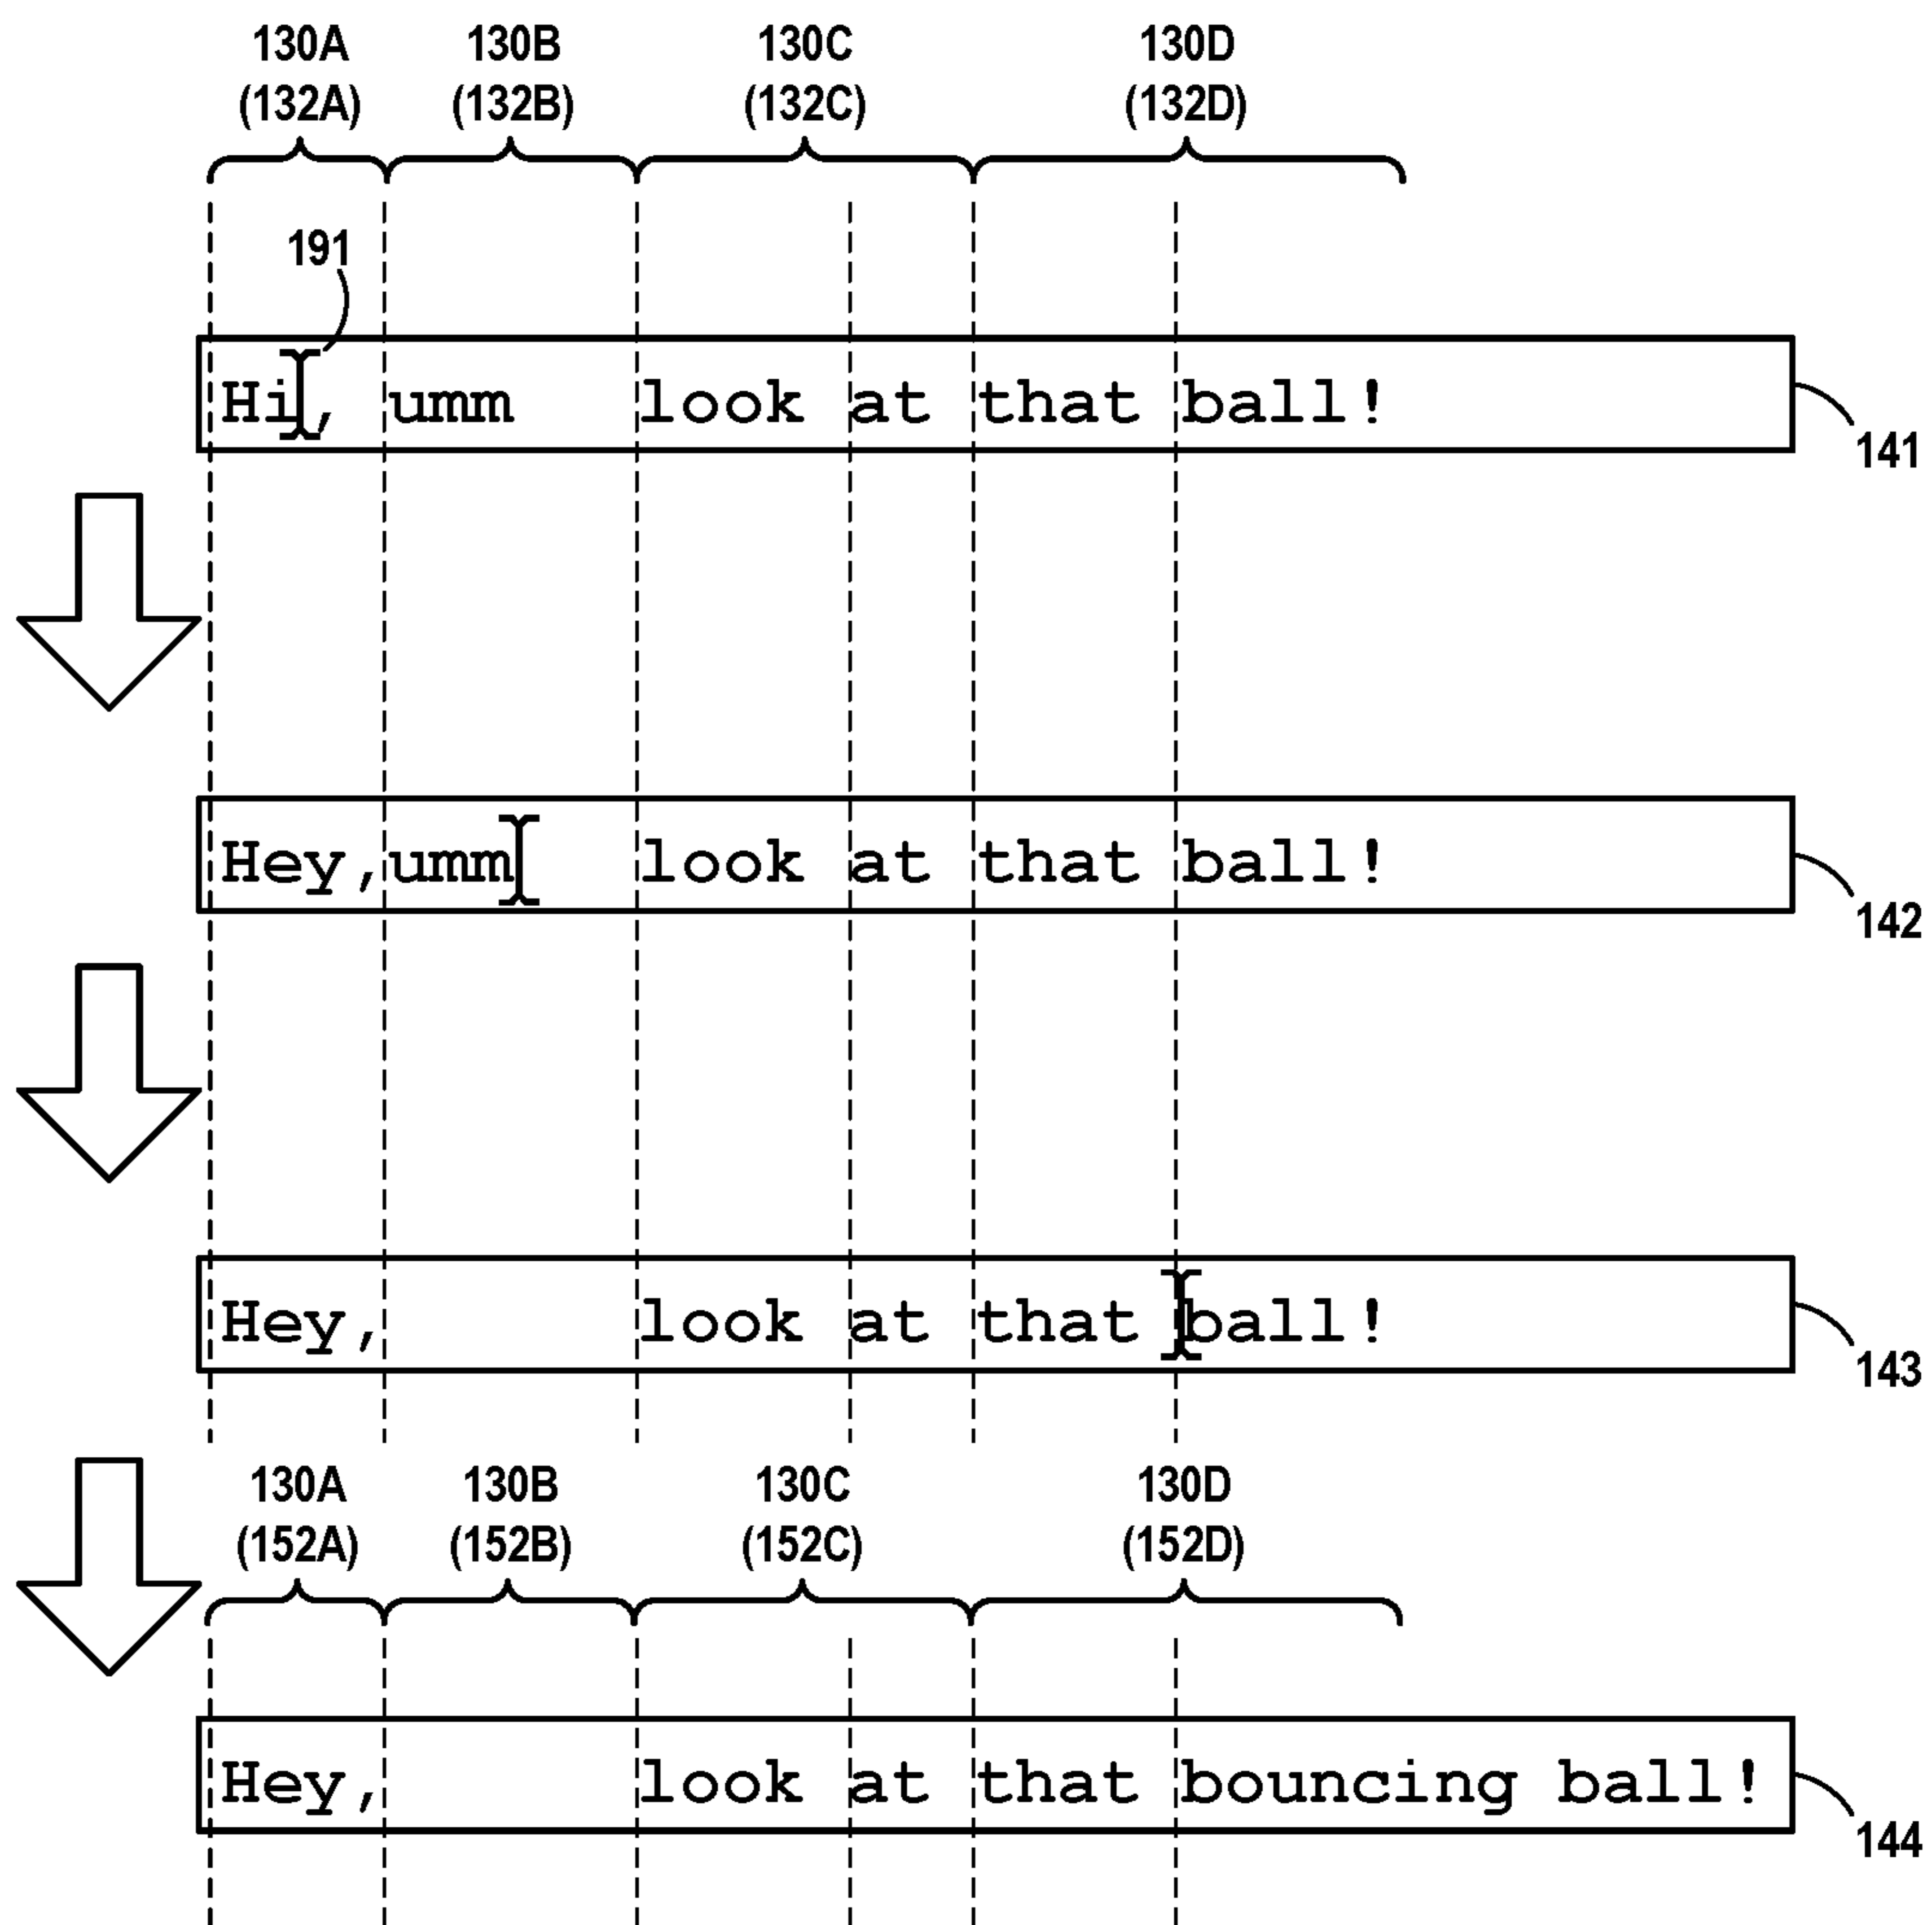 130A 130B 130C 130D
(132A) (132B) (132C) (132D)
191
Hi, umm look at that ball!
141
Hey,umm look at that ball!
142
Hey, look at that ball!
143
130A 130B 130C 130D
(152A) (152B) (152C) (152D)
Hey, look at that bouncing ball!
144